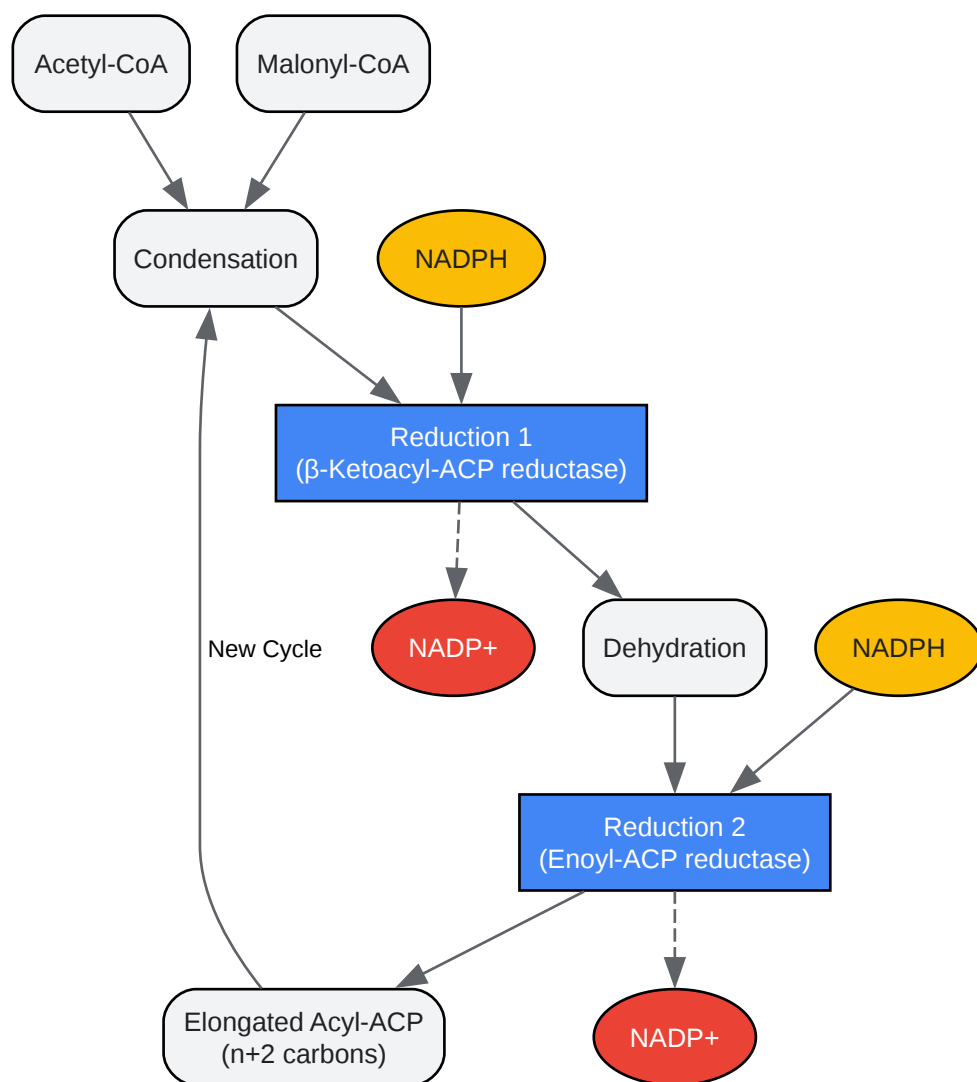 Acetyl-CoA
Malonyl-CoA
Condensation
NADPH
Reduction 1
(β-Ketoacyl-ACP reductase)
New Cycle
NADP+
Dehydration
NADPH
Reduction 2
(Enoyl-ACP reductase)
Elongated Acyl-ACP
(n+2 carbons)
NADP+